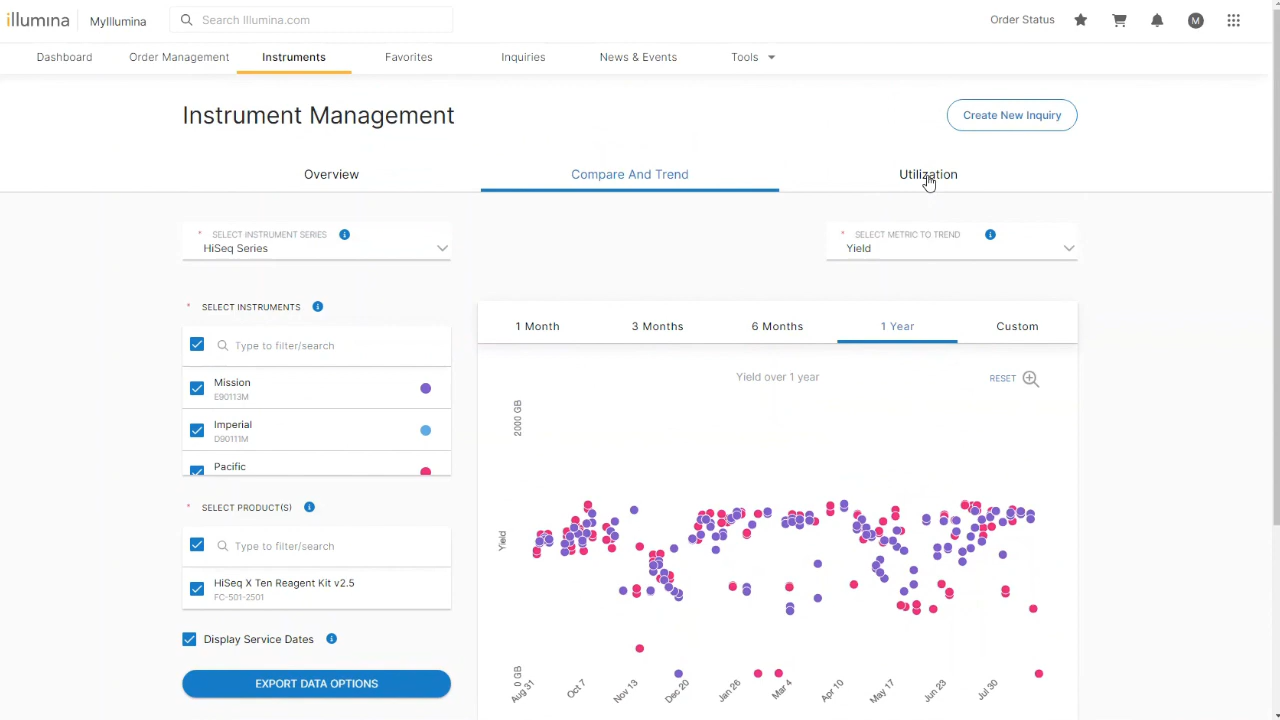 illumına MyIllumina Search Illumina.com Order Status M
Dashboard Order Management Instruments Favorites Inquiries News & Events Tools
Instrument Management
Create New Inquiry
Overview Compare And Trend Utilization
* SELECT INSTRUMENT SERIES i
HiSeq Series
* SELECT METRIC TO TREND i
Yield
* SELECT INSTRUMENTS i
Type to filter/search
Mission
E90113M
Imperial
D90111M
Pacific
* SELECT PRODUCT(S) i
Type to filter/search
HiSeq X Ten Reagent Kit v2.5
FC-501-2501
Display Service Dates i
EXPORT DATA OPTIONS
1 Month 3 Months 6 Months 1 Year Custom
Yield over 1 year
RESET
2000 GB
Yield
0 GB
Aug 31 Oct 7 Nov 13 Dec 20 Jan 26 Mar 4 Apr 10 May 17 Jun 23 Jul 30